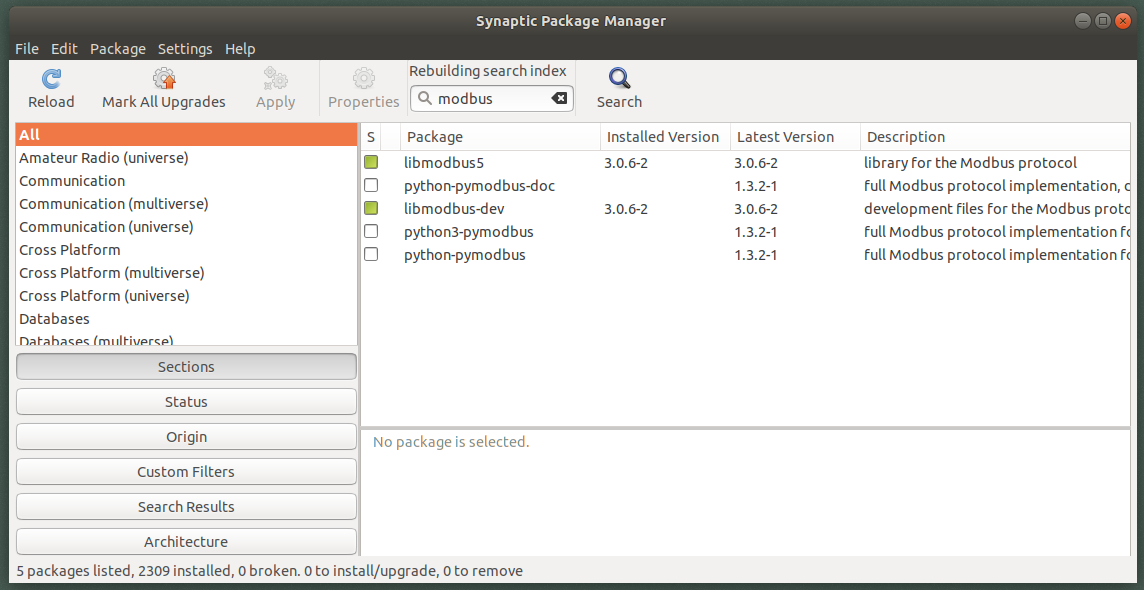 Synaptic Package Manager
File Edit Package Settings Help
Reload Mark All Upgrades Apply Properties Rebuilding search index modbus Search
All
Amateur Radio (universe)
Communication
Communication (multiverse)
Communication (universe)
Cross Platform
Cross Platform (multiverse)
Cross Platform (universe)
Databases
Databases (multiverse)
Sections
Status
Origin
Custom Filters
Search Results
Architecture
S Package Installed Version Latest Version Description
libmodbus5 3.0.6-2 3.0.6-2 library for the Modbus protocol
python-pymodbus-doc 1.3.2-1 full Modbus protocol implementation,
libmodbus-dev 3.0.6-2 3.0.6-2 development files for the Modbus proto
python3-pymodbus 1.3.2-1 full Modbus protocol implementation fo
python-pymodbus 1.3.2-1 full Modbus protocol implementation fo
No package is selected.
5 packages listed, 2309 installed, 0 broken. 0 to install/upgrade, 0 to remove